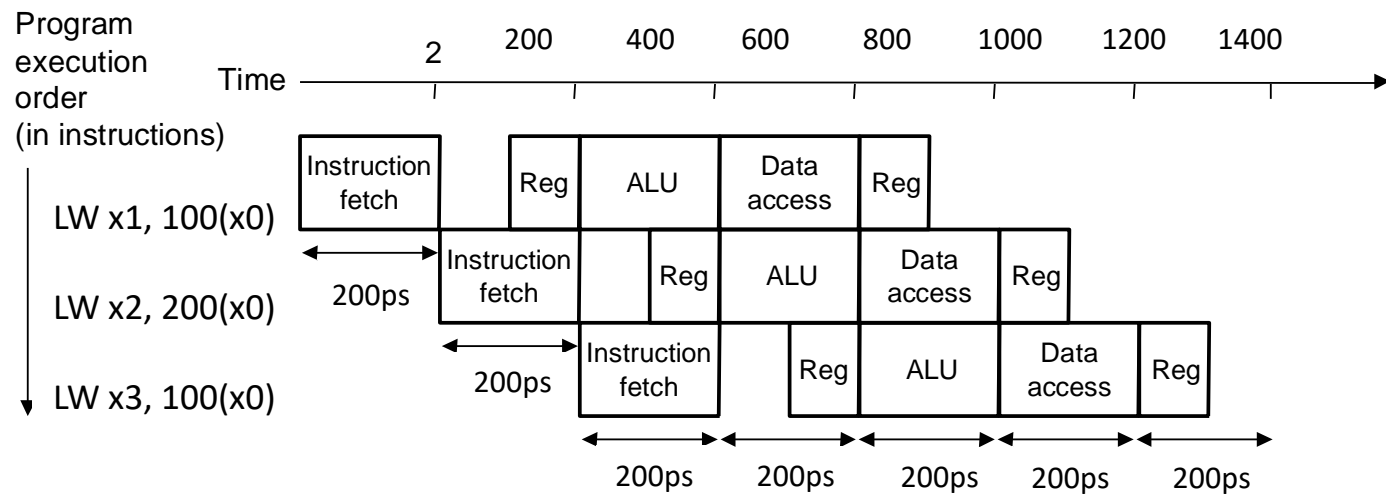 Program
execution
order
(in instructions)
Time
2 200 400 600 800 1000 1200 1400
LW x1, 100(x0)
Instruction
fetch
Reg
ALU
Data
access
Reg
200ps
LW x2, 200(x0)
Instruction
fetch
Reg
ALU
Data
access
Reg
200ps
LW x3, 100(x0)
Instruction
fetch
Reg
ALU
Data
access
Reg
200ps 200ps 200ps 200ps 200ps